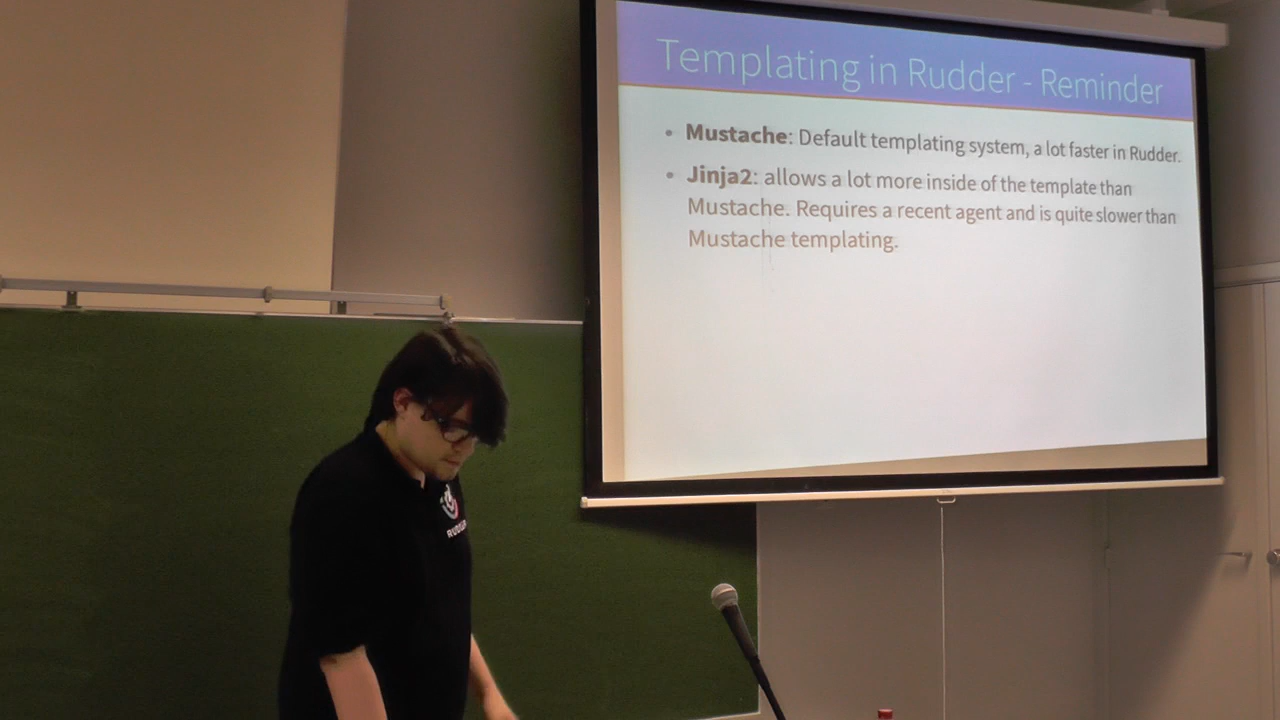 Templating in Rudder - Reminder
• Mustache: Default templating system, a lot faster in Rudder.
• Jinja2: allows a lot more inside of the template than
Mustache. Requires a recent agent and is quite slower than
Mustache templating.
RUDDER